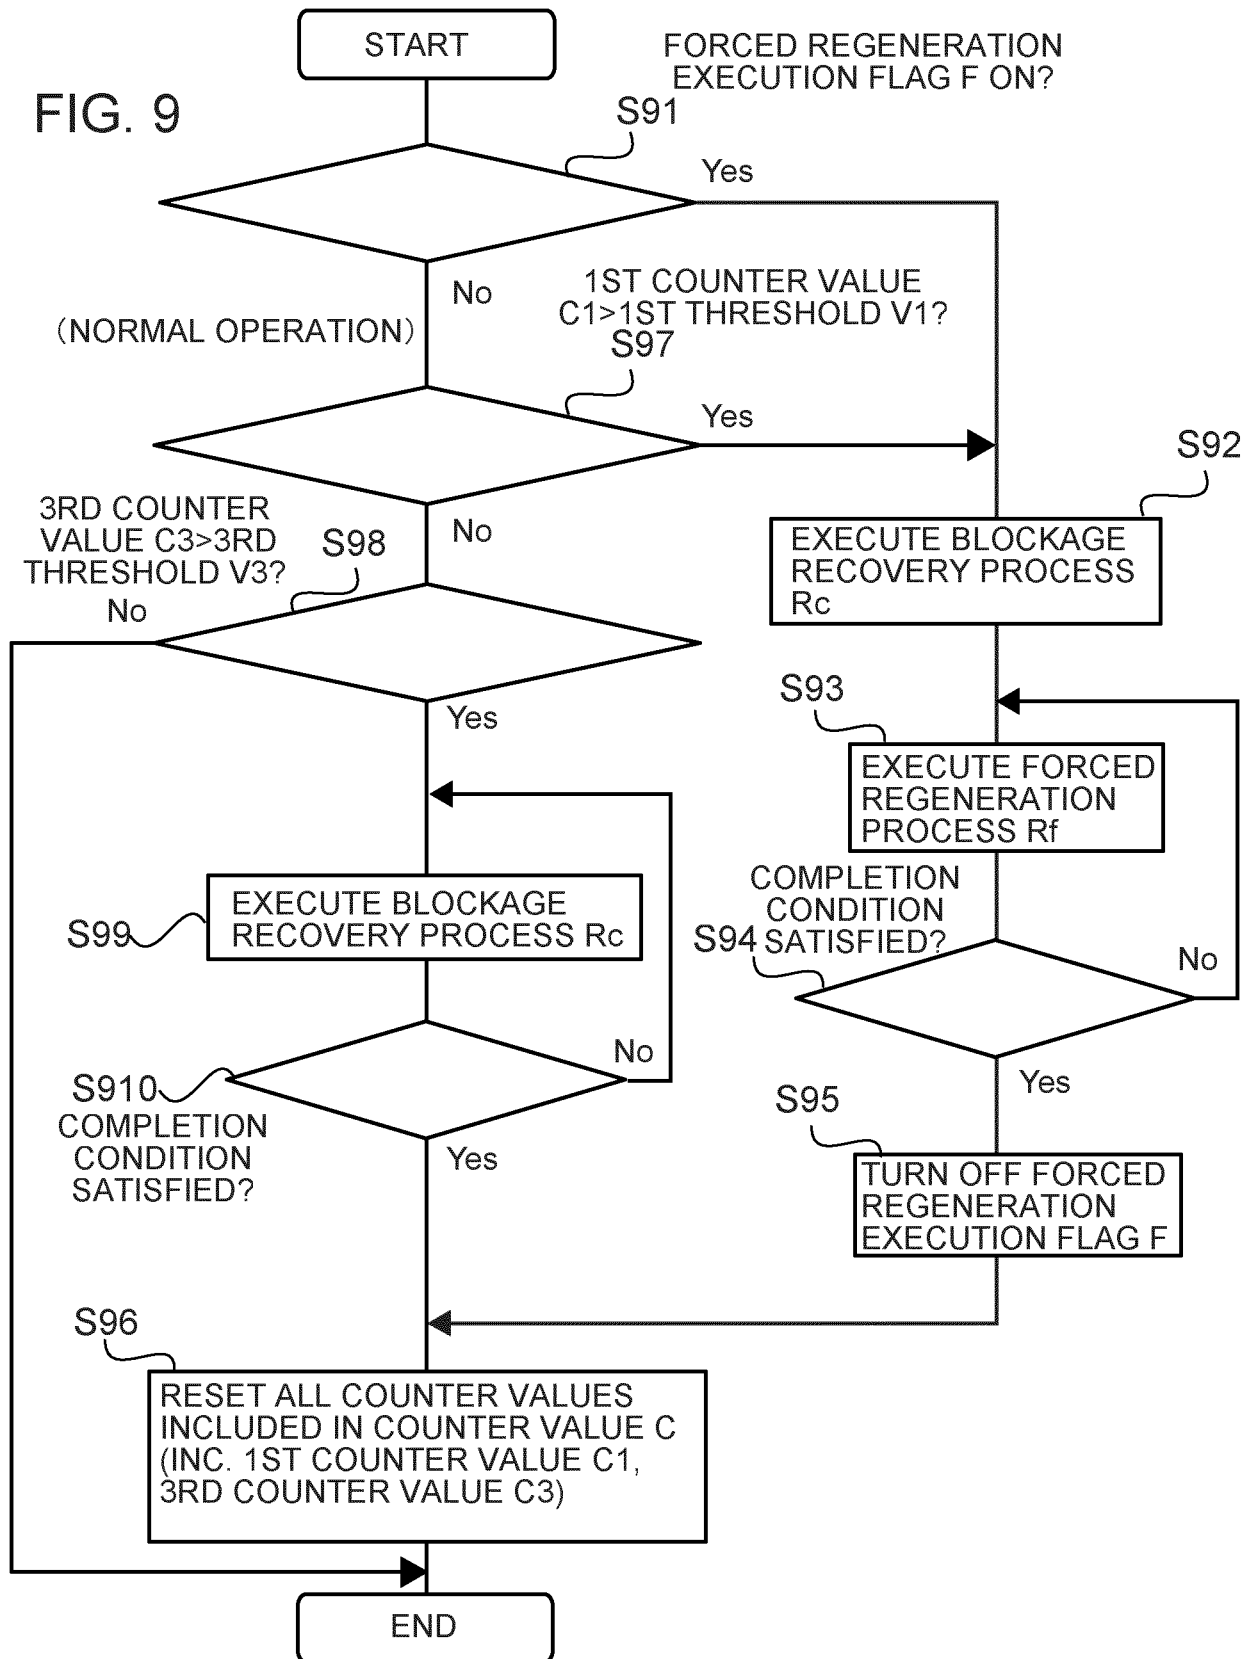 START
FORCED REGENERATION
EXECUTION FLAG F ON?
FIG. 9
S91
Yes
No
1ST COUNTER VALUE
C1>1ST THRESHOLD V1?
(NORMAL OPERATION)
S97
Yes
S92
3RD COUNTER
VALUE C3>3RD
THRESHOLD V3?
S98
No
No
EXECUTE BLOCKAGE
RECOVERY PROCESS
Rc
Yes
S93
EXECUTE FORCED
REGENERATION
PROCESS Rf
S99
EXECUTE BLOCKAGE
RECOVERY PROCESS Rc
COMPLETION
CONDITION
SATISFIED?
S94
No
No
S910
COMPLETION
CONDITION
SATISFIED?
Yes
Yes
S95
TURN OFF FORCED
REGENERATION
EXECUTION FLAG F
S96
RESET ALL COUNTER VALUES
INCLUDED IN COUNTER VALUE C
(INC. 1ST COUNTER VALUE C1,
3RD COUNTER VALUE C3)
END